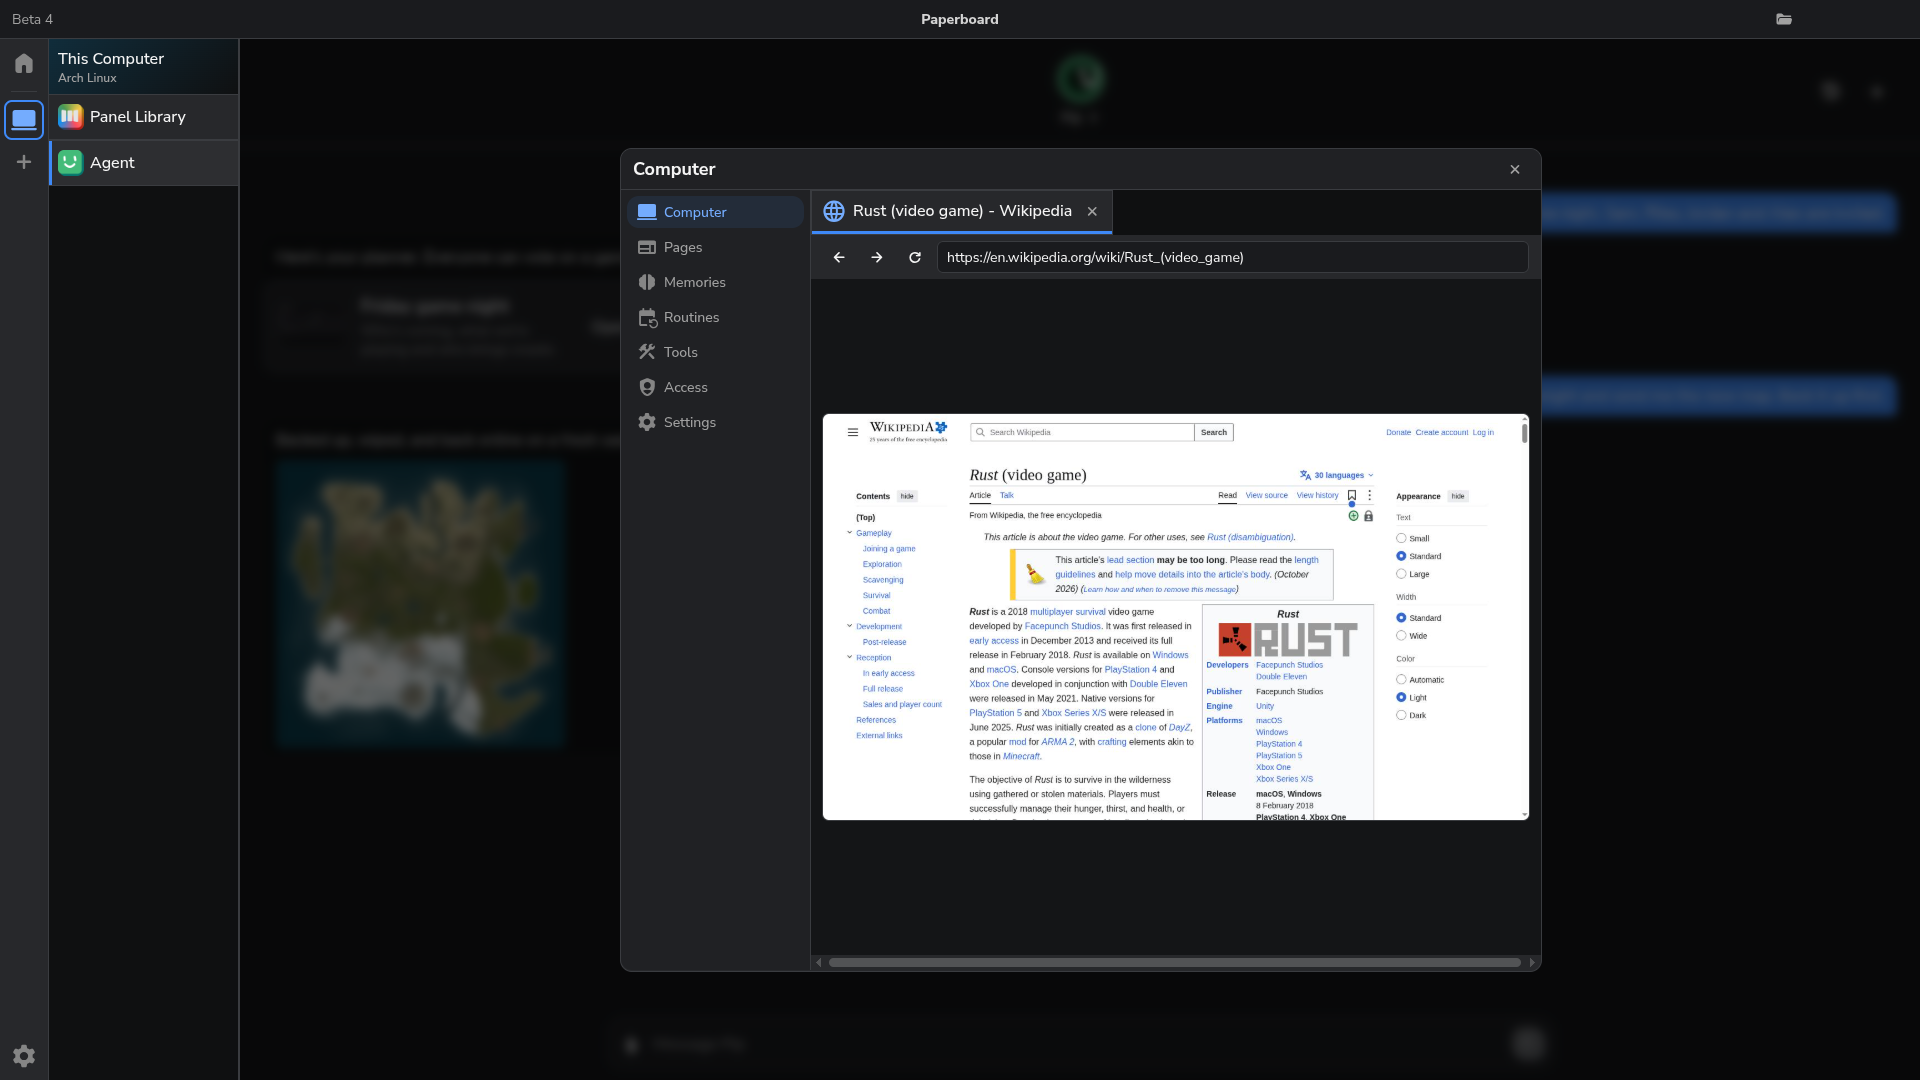 Beta 4
Paperboard
This Computer
Arch Linux
Panel Library
Agent
Computer
Computer
Pages
Memories
Routines
Tools
Access
Settings
Rust (video game) - Wikipedia
https://en.wikipedia.org/wiki/Rust_(video_game)
WIKIPEDIA
25 years of the free encyclopedia
Search Wikipedia
Search
Donate Create account Log in
Rust (video game)
30 languages
Contents hide
Article Talk
Read View source View history
Appearance hide
(Top)
Gameplay
Joining a game
Exploration
Scavenging
Survival
Combat
Development
Post-release
Reception
In early access
Full release
Sales and player count
References
External links
From Wikipedia, the free encyclopedia
This article is about the video game. For other uses, see Rust (disambiguation).
This article's lead section may be too long. Please read the length
guidelines and help move details into the article's body. (October
2026) (Learn how and when to remove this message)
Rust is a 2018 multiplayer survival video game
developed by Facepunch Studios. It was first released in
early access in December 2013 and received its full
release in February 2018. Rust is available on Windows
and macOS. Console versions for PlayStation 4 and
Xbox One developed in conjunction with Double Eleven
were released in May 2021. Native versions for
PlayStation 5 and Xbox Series X/S were released in
June 2025. Rust was initially created as a clone of DayZ,
a popular mod for ARMA 2, with crafting elements akin to
those in Minecraft.
The objective of Rust is to survive in the wilderness
using gathered or stolen materials. Players must
successfully manage their hunger, thirst, and health, or
Rust
RUST
Developers Facepunch Studios
Double Eleven
Publisher Facepunch Studios
Engine Unity
Platforms macOS
Windows
PlayStation 4
PlayStation 5
Xbox One
Xbox Series X/S
Release macOS, Windows
8 February 2018
PlayStation 4, Xbox One
Text
Small
Standard
Large
Width
Standard
Wide
Color
Automatic
Light
Dark
Friday game night